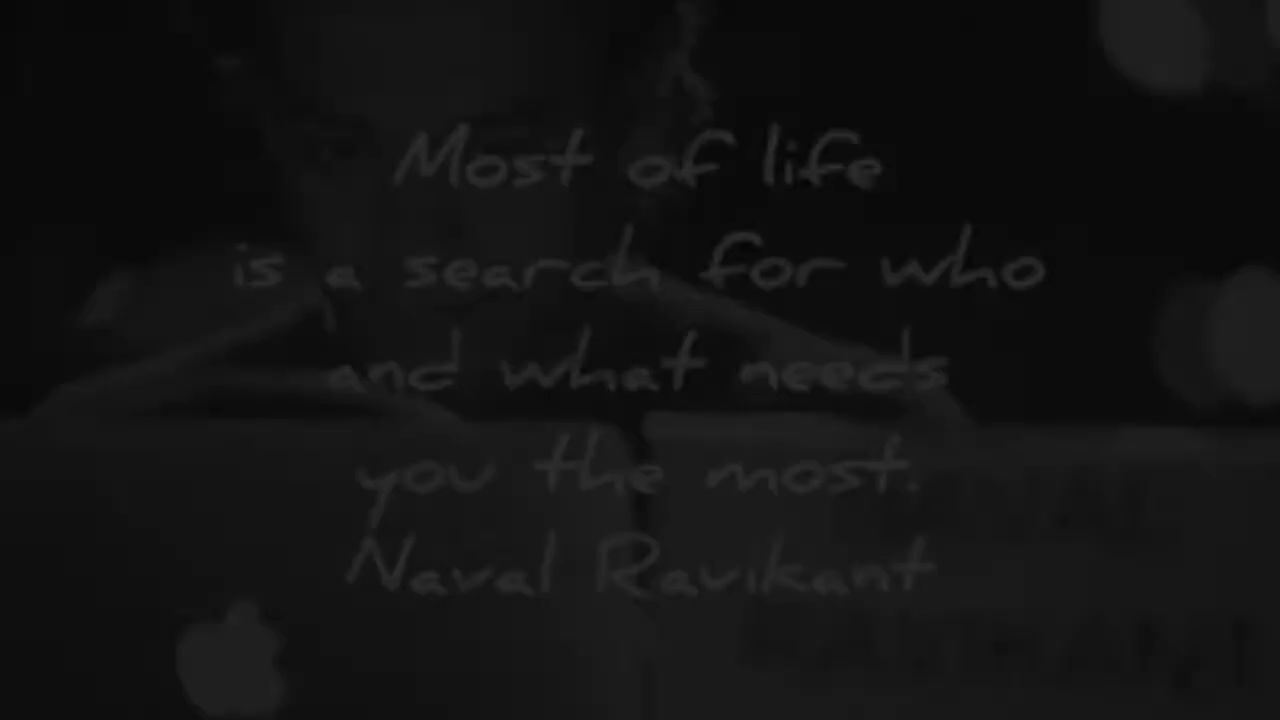 Most of life
is a search for who
and what needs
you the most.
Naval Ravikant